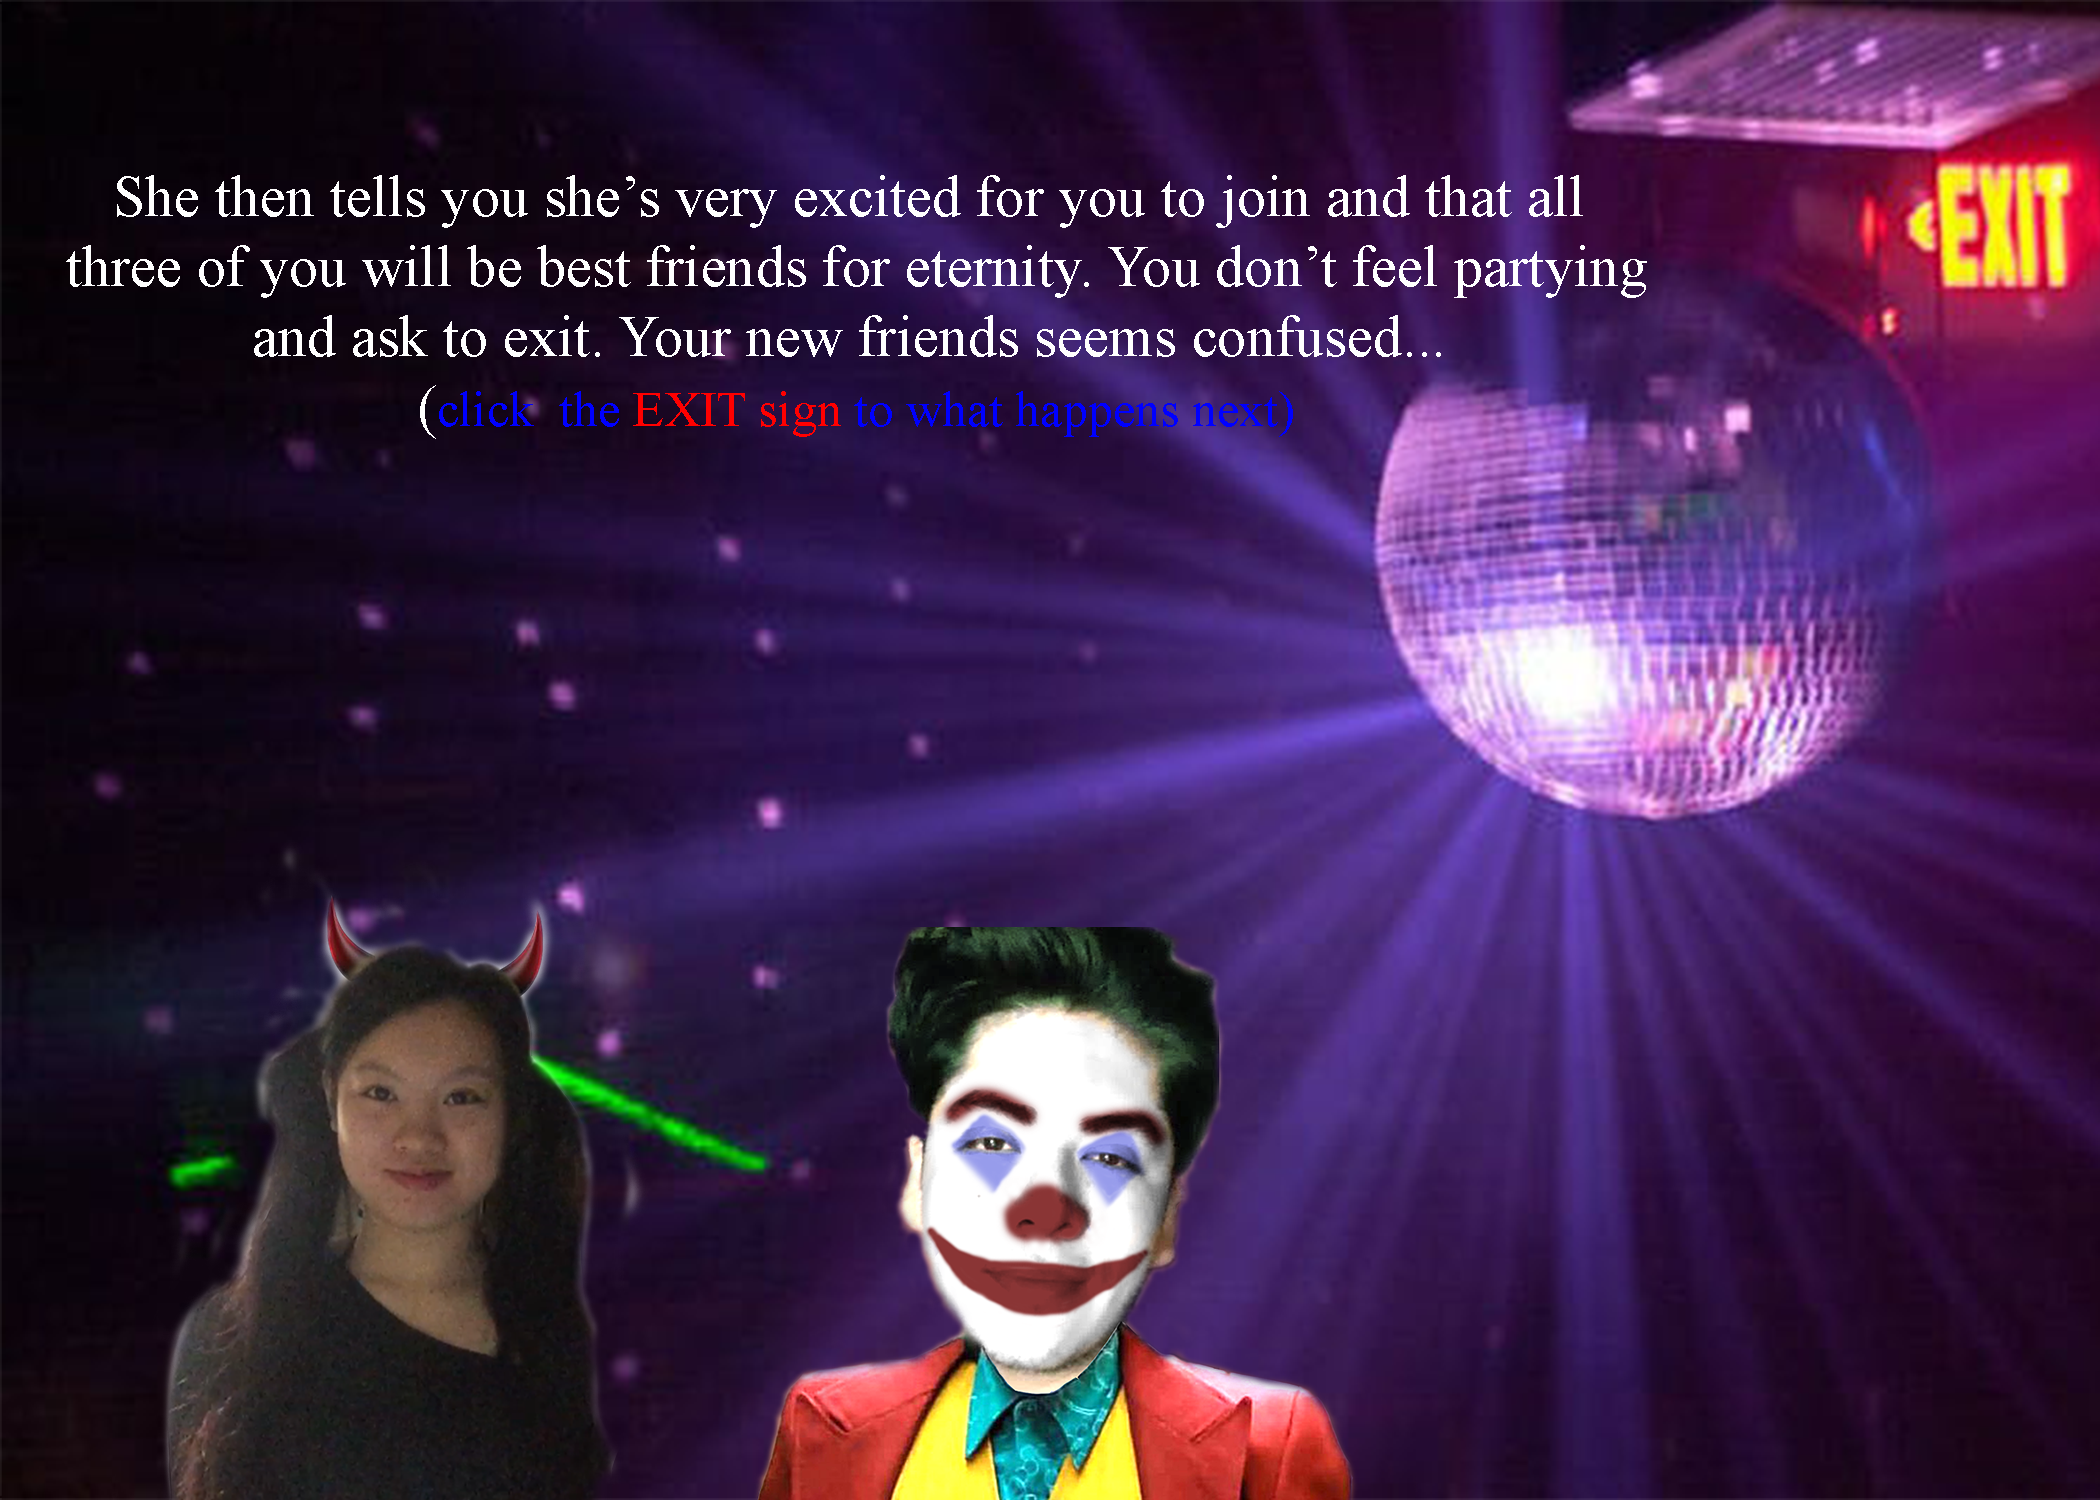 She then tells you she’s very excited for you to join and that all
three of you will be best friends for eternity. You don’t feel partying
and ask to exit. Your new friends seems confused...
(click the EXIT sign to what happens next)
EXIT